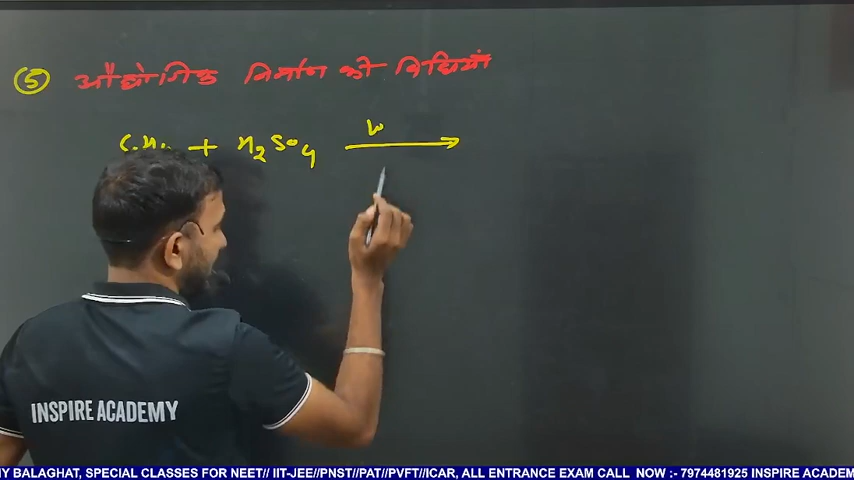 ⑤ औद्योगिक निर्माण की विधियाँ
+ H2SO4
INSPIRE ACADEMY
Y BALAGHAT, SPECIAL CLASSES FOR NEET// IIT-JEE//PNST//PAT//PVFT//ICAR, ALL ENTRANCE EXAM CALL NOW :- 7974481925 INSPIRE ACADEM